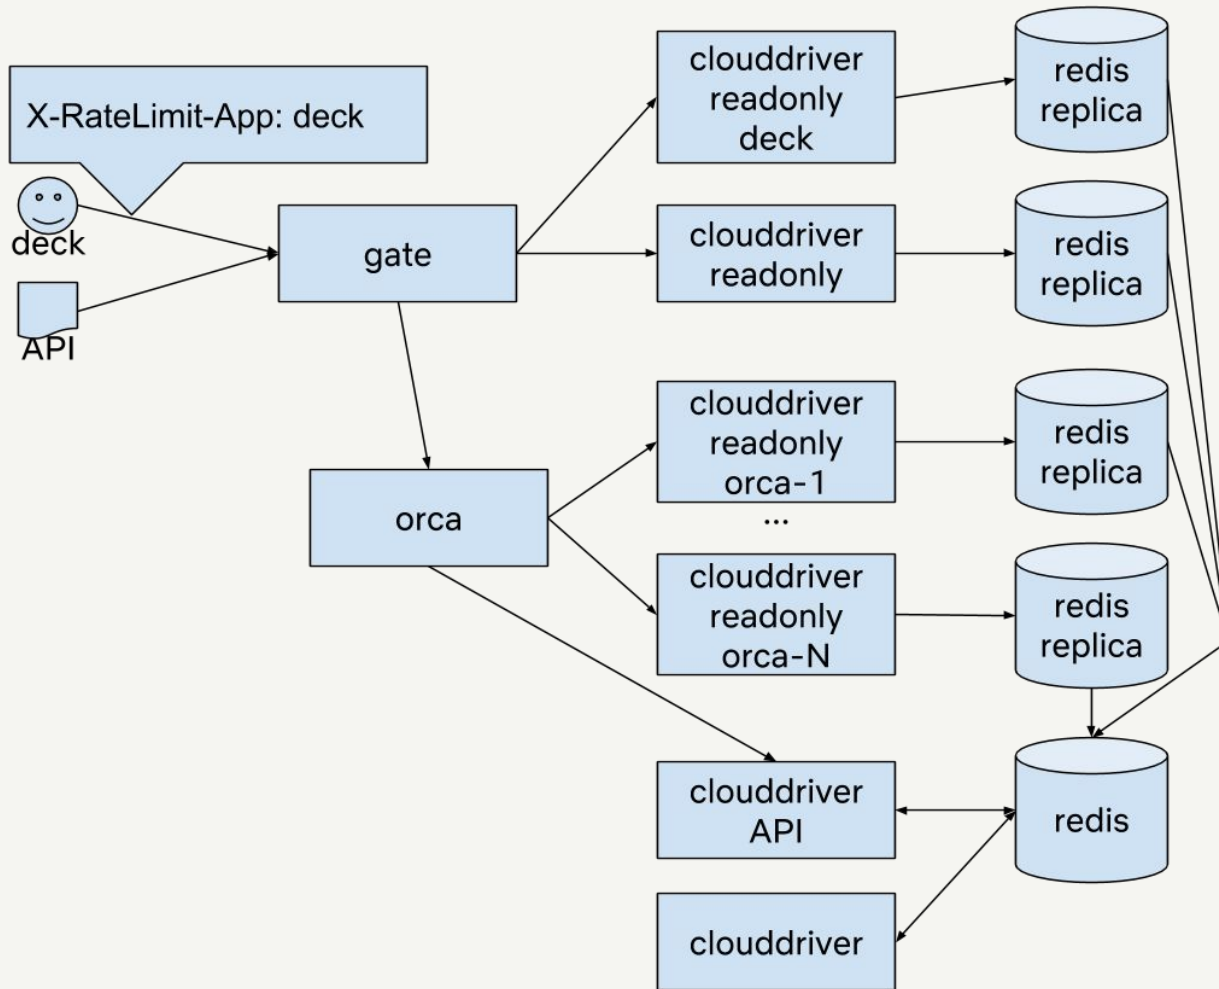 X-RateLimit-App: deck
deck
API
gate
orca
clouddriver
readonly
deck
clouddriver
readonly
clouddriver
readonly
orca-1
...
clouddriver
readonly
orca-N
clouddriver
API
clouddriver
redis
replica
redis
replica
redis
replica
redis
replica
redis